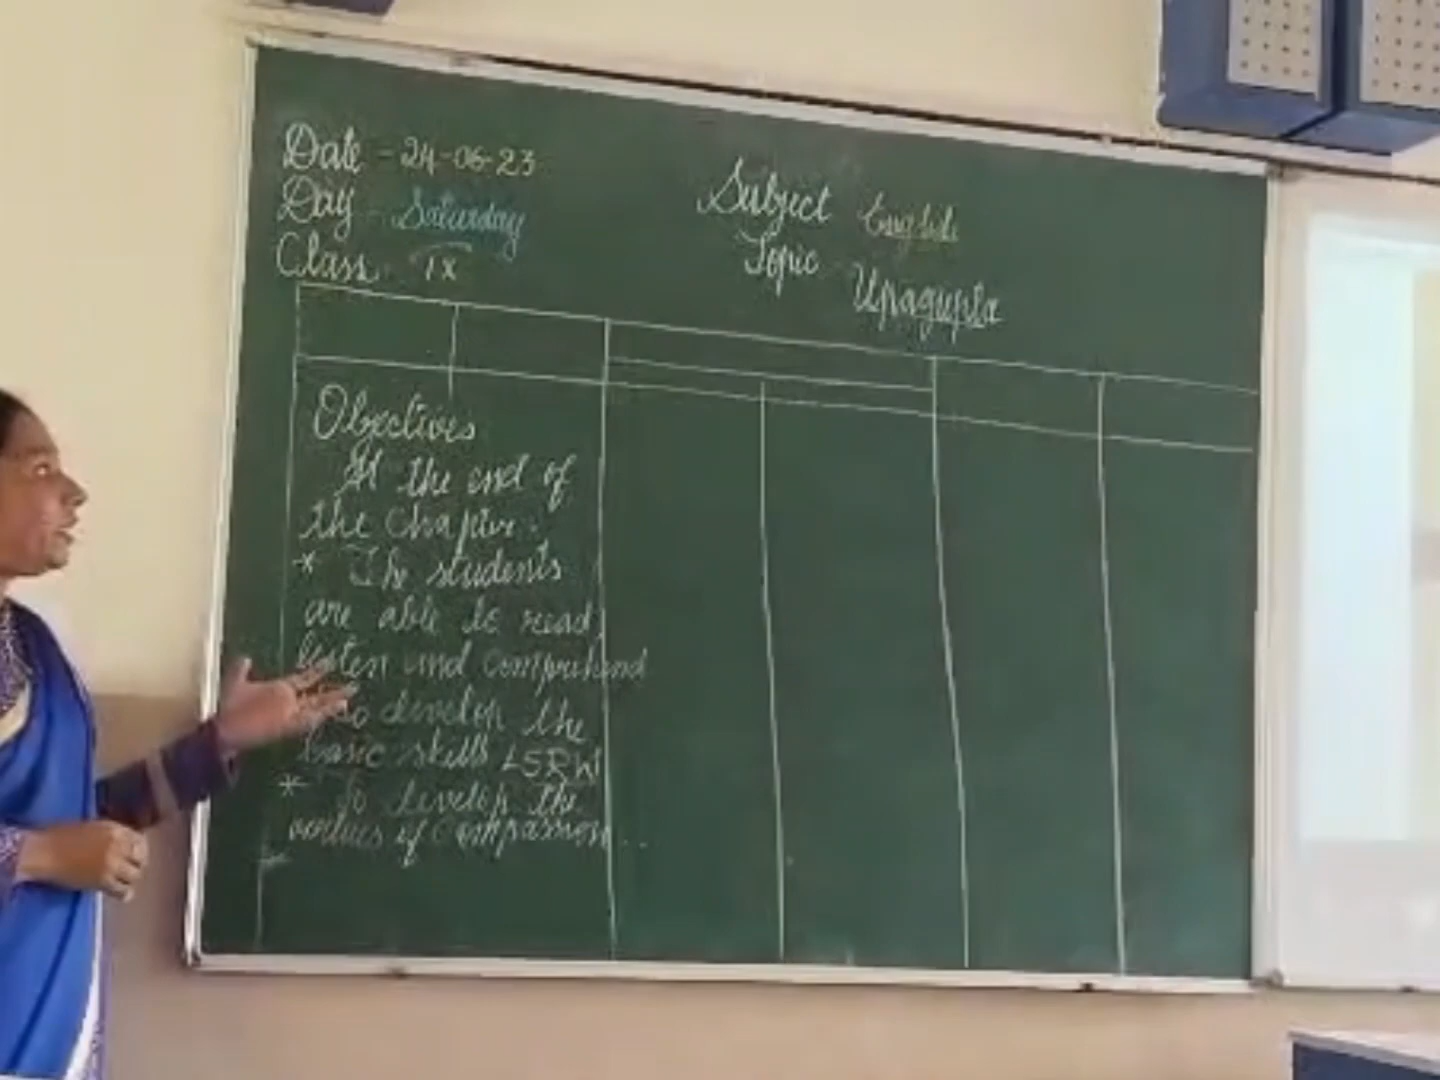 Date - 24-06-23
Day - Saturday
Class - IX
Subject English
Topic Upagupta
Objectives
At the end of
the chapter.
* The students
are able to read,
listen and comprehend
to develop the
basic skills LSRW
* To develop the
virtues of compassion...